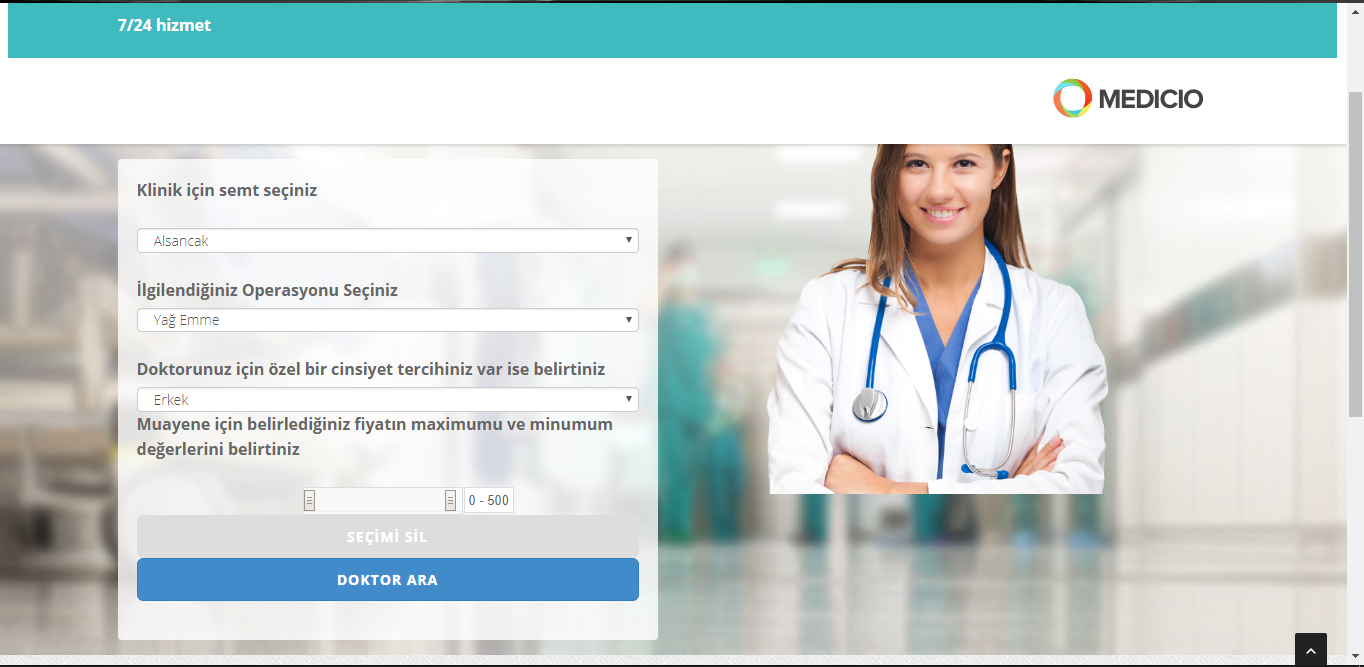 7/24 hizmet
MEDICIO
Klinik için semt seçiniz
Alsancak
İlgilendiğiniz Operasyonu Seçiniz
Yağ Emme
Doktorunuz için özel bir cinsiyet tercihiniz var ise belirtiniz
Erkek
Muayene için belirlediğiniz fiyatın maximumu ve minumum
değerlerini belirtiniz
0 - 500
SEÇİMİ SİL
DOKTOR ARA